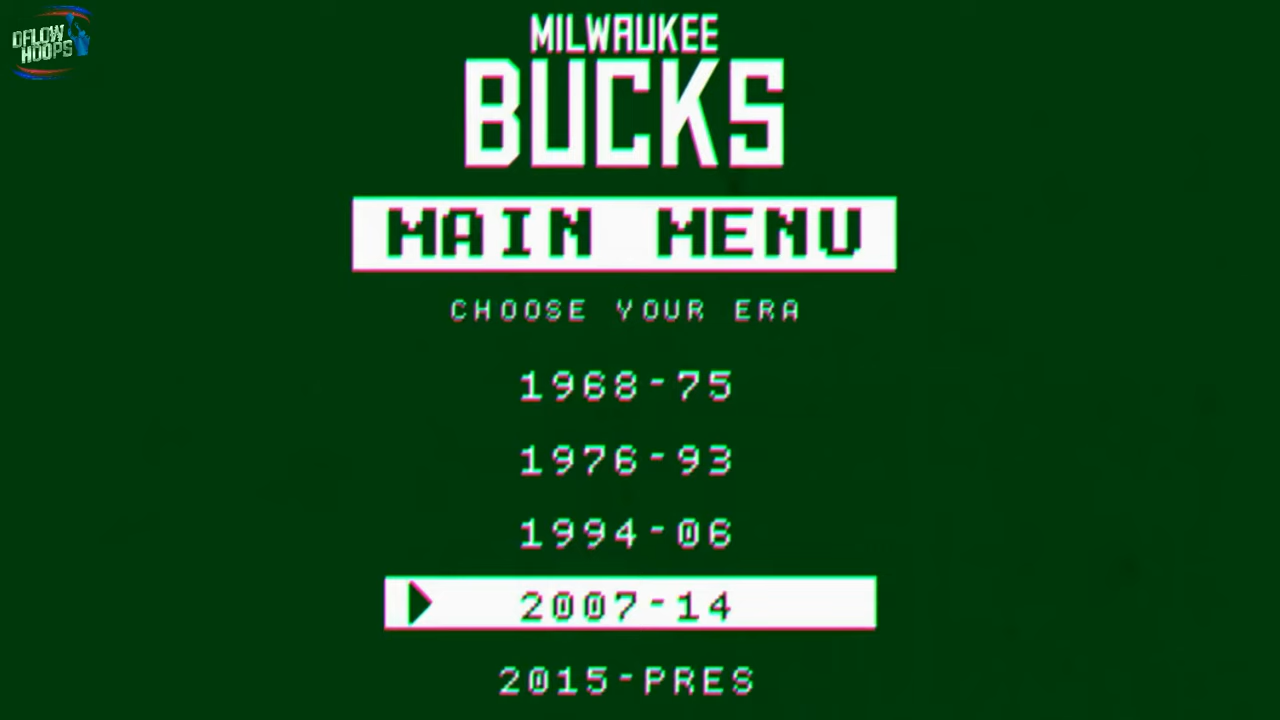 DFLOW
HOOPS
MILWAUKEE
BUCKS
MAIN MENU
CHOOSE YOUR ERA
1968-75
1976-93
1994-06
2007-14
2015-PRES